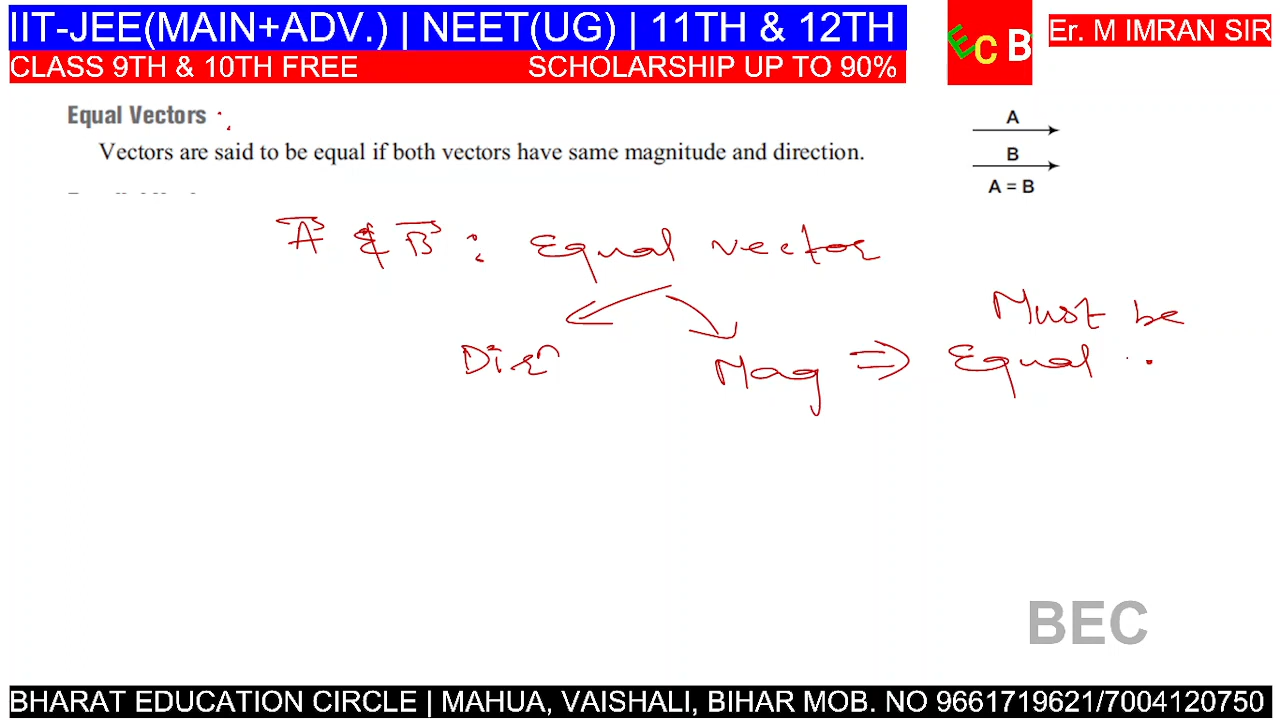 IIT-JEE(MAIN+ADV.) | NEET(UG) | 11TH & 12TH
CLASS 9TH & 10TH FREE SCHOLARSHIP UP TO 90%
ECB
Er. M IMRAN SIR
Equal Vectors :
Vectors are said to be equal if both vectors have same magnitude and direction.
A
B
A = B
A⃗ & B⃗ : Equal vector
Dirⁿ
Mag ⇒ Must be
Equal .
BEC
BHARAT EDUCATION CIRCLE | MAHUA, VAISHALI, BIHAR MOB. NO 9661719621/7004120750